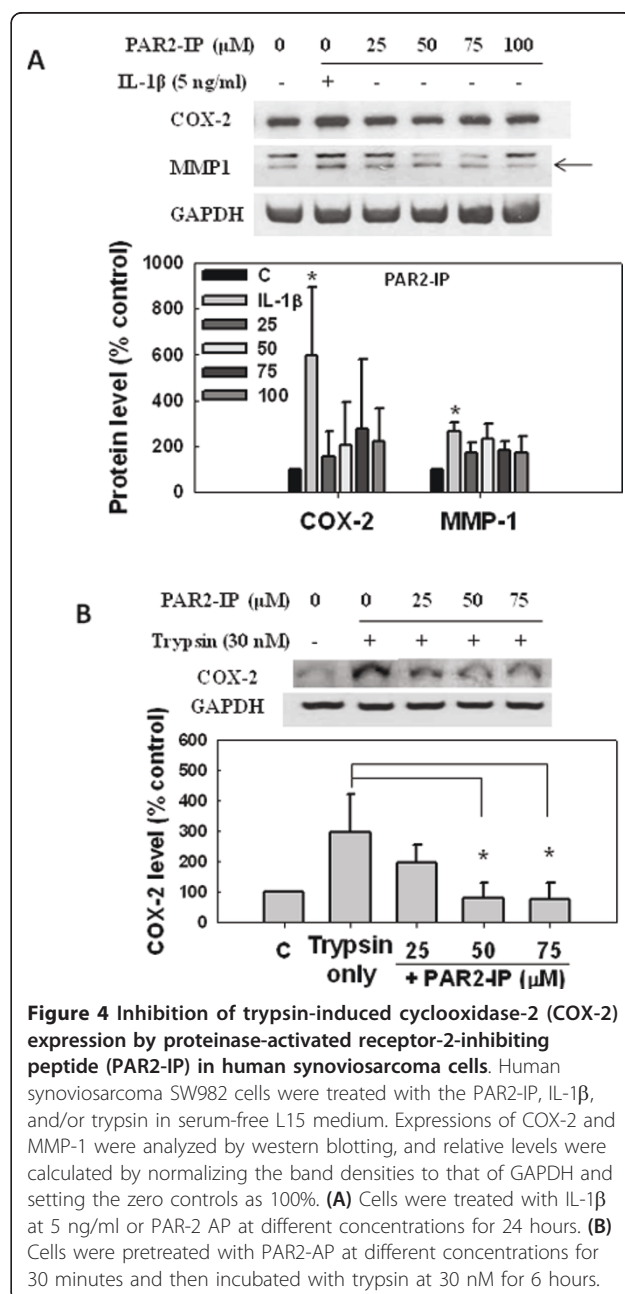 A
PAR2-IP (µM) 0 0 25 50 75 100
IL-1β (5 ng/ml) - + - - - -
COX-2
MMP1
GAPDH
1000
800
600
400
200
0
Protein level (% control)
C
IL-1β
25
50
75
100
PAR2-IP
* *
COX-2 MMP-1
B
PAR2-IP (µM) 0 0 25 50 75
Trypsin (30 nM) - + + + +
COX-2
GAPDH
600
500
400
300
200
100
0
COX-2 level (% control)
* *
C Trypsin 25 50 75
only + PAR2-IP (µM)
Figure 4 Inhibition of trypsin-induced cyclooxidase-2 (COX-2)
expression by proteinase-activated receptor-2-inhibiting
peptide (PAR2-IP) in human synoviosarcoma cells. Human
synoviosarcoma SW982 cells were treated with the PAR2-IP, IL-1β,
and/or trypsin in serum-free L15 medium. Expressions of COX-2 and
MMP-1 were analyzed by western blotting, and relative levels were
calculated by normalizing the band densities to that of GAPDH and
setting the zero controls as 100%. (A) Cells were treated with IL-1β
at 5 ng/ml or PAR-2 AP at different concentrations for 24 hours. (B)
Cells were pretreated with PAR2-AP at different concentrations for
30 minutes and then incubated with trypsin at 30 nM for 6 hours.